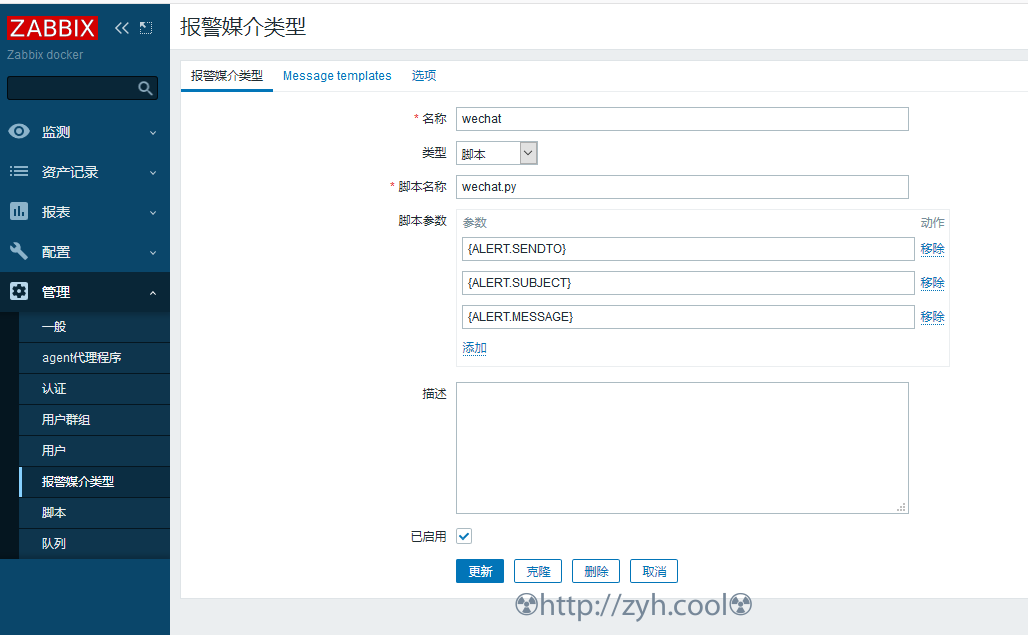 ZABBIX
Zabbix docker
监测
资产记录
报表
配置
管理
一般
agent代理程序
认证
用户群组
用户
报警媒介类型
脚本
队列
报警媒介类型
报警媒介类型 Message templates 选项
* 名称 wechat
类型 脚本
* 脚本名称 wechat.py
脚本参数 参数 动作
{ALERT.SENDTO} 移除
{ALERT.SUBJECT} 移除
{ALERT.MESSAGE} 移除
添加
描述
已启用
更新 克隆 删除 取消
☢http://zyh.cool☢